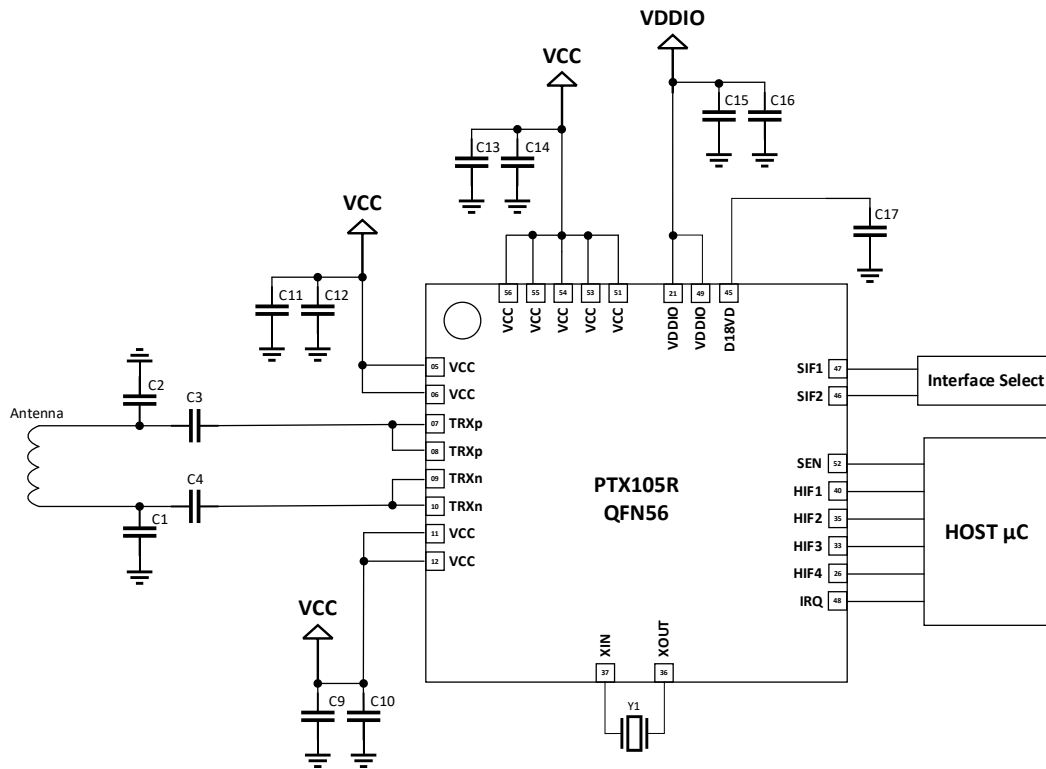 VDDIO
VCC
C15
C16
C13
C14
VCC
C17
C11
C12
56
55
54
53
51
21
49
45
VCC
VCC
VCC
VCC
VCC
VDDIO
VDDIO
D18VD
05 VCC
06 VCC
07 TRXp
08 TRXp
09 TRXn
10 TRXn
11 VCC
12 VCC
C2
C3
Antenna
C4
C1
PTX105R
QFN56
SIF1 47
SIF2 46
Interface Select
SEN 52
HIF1 40
HIF2 35
HIF3 33
HIF4 26
IRQ 48
HOST µC
VCC
C9
C10
XIN
XOUT
37
36
Y1